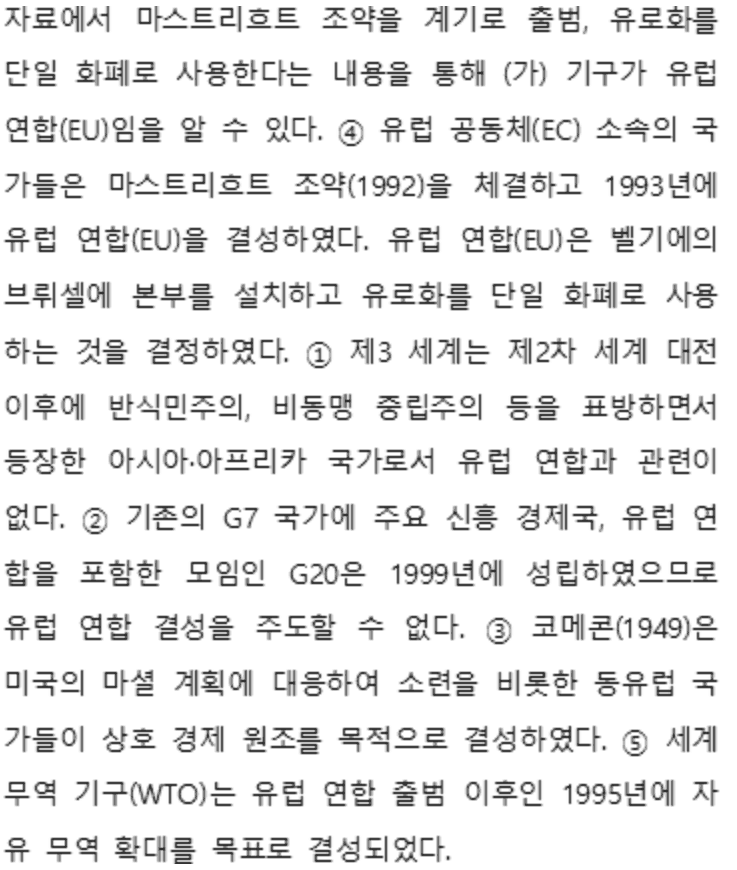 자료에서 마스트리흐트 조약을 계기로 출범, 유로화를
단일 화폐로 사용한다는 내용을 통해 (가) 기구가 유럽
연합(EU)임을 알 수 있다. ④ 유럽 공동체(EC) 소속의 국
가들은 마스트리흐트 조약(1992)을 체결하고 1993년에
유럽 연합(EU)을 결성하였다. 유럽 연합(EU)은 벨기에의
브뤼셀에 본부를 설치하고 유로화를 단일 화폐로 사용
하는 것을 결정하였다. ① 제3 세계는 제2차 세계 대전
이후에 반식민주의, 비동맹 중립주의 등을 표방하면서
등장한 아시아·아프리카 국가로서 유럽 연합과 관련이
없다. ② 기존의 G7 국가에 주요 신흥 경제국, 유럽 연
합을 포함한 모임인 G20은 1999년에 성립하였으므로
유럽 연합 결성을 주도할 수 없다. ③ 코메콘(1949)은
미국의 마셜 계획에 대응하여 소련을 비롯한 동유럽 국
가들이 상호 경제 원조를 목적으로 결성하였다. ⑤ 세계
무역 기구(WTO)는 유럽 연합 출범 이후인 1995년에 자
유 무역 확대를 목표로 결성되었다.